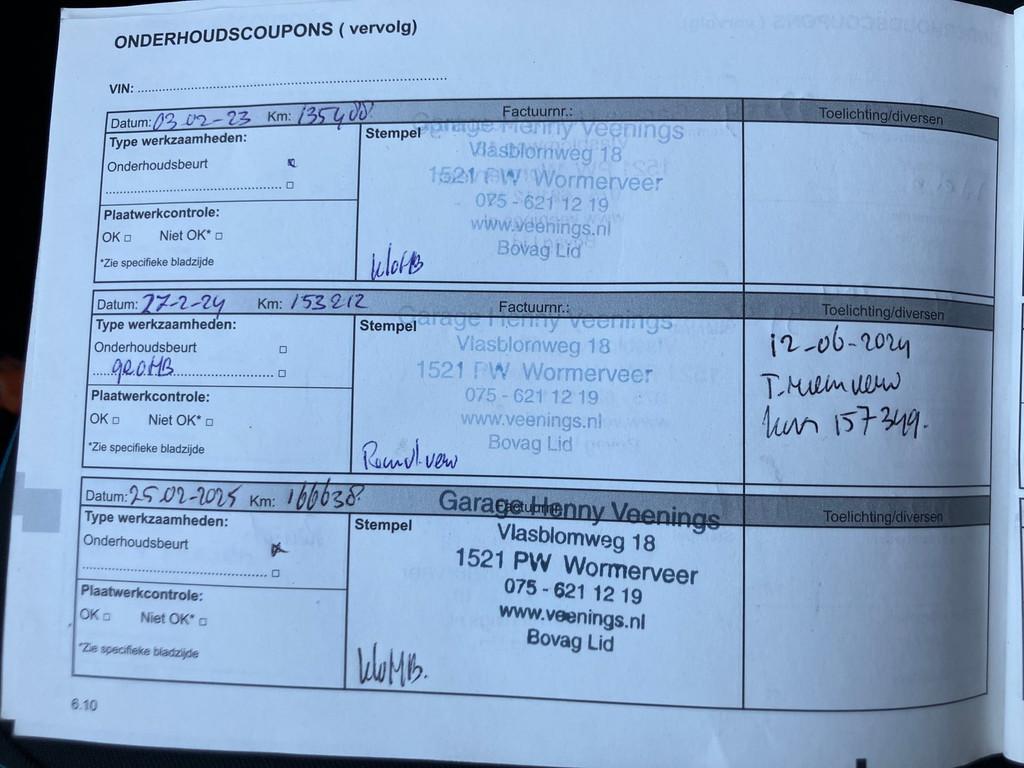 ONDERHOUDSCOUPONS ( vervolg)
VIN:
Datum: 03 02-23 Km: 135400 Factuurnr.: Toelichting/diversen
Type werkzaamheden:
Onderhoudsbeurt
Stempel
Garage Henny Veenings
Vlasblomweg 18
1521 PW Wormerveer
075 - 621 12 19
www.veenings.nl
Bovag Lid
Plaatwerkcontrole:
OK Niet OK*
*Zie specifieke bladzijde
kloMB
Datum: 27-2-24 Km: 153212 Factuurnr.: Toelichting/diversen
Type werkzaamheden:
Onderhoudsbeurt
groMB
Stempel
Garage Henny Veenings
Vlasblomweg 18
1521 PW Wormerveer
075 - 621 12 19
www.veenings.nl
Bovag Lid
12-06-2024
km 157349.
Plaatwerkcontrole:
OK Niet OK*
*Zie specifieke bladzijde
Datum: 25-02-2025 Km: 166638 Factuurnr.: Toelichting/diversen
Type werkzaamheden:
Onderhoudsbeurt
Stempel
Garage Henny Veenings
Vlasblomweg 18
1521 PW Wormerveer
075 - 621 12 19
www.veenings.nl
Bovag Lid
Plaatwerkcontrole:
OK Niet OK*
*Zie specifieke bladzijde
kloMB.
6.10